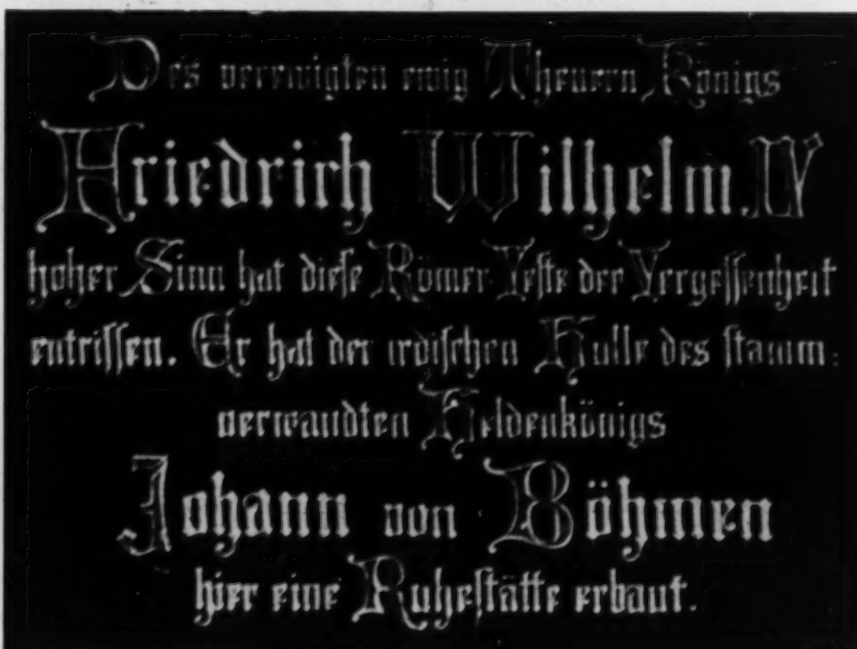 Des verewigten ewig Theuern Königs
Friedrich Wilhelm. IV
hoher Sinn hat diese Römer Veste der Vergessenheit
entrissen. Er hat der irdischen Hülle des stamm:
verwandten Heldenkönigs
Johann von Böhmen
hier eine Ruhestätte erbaut.